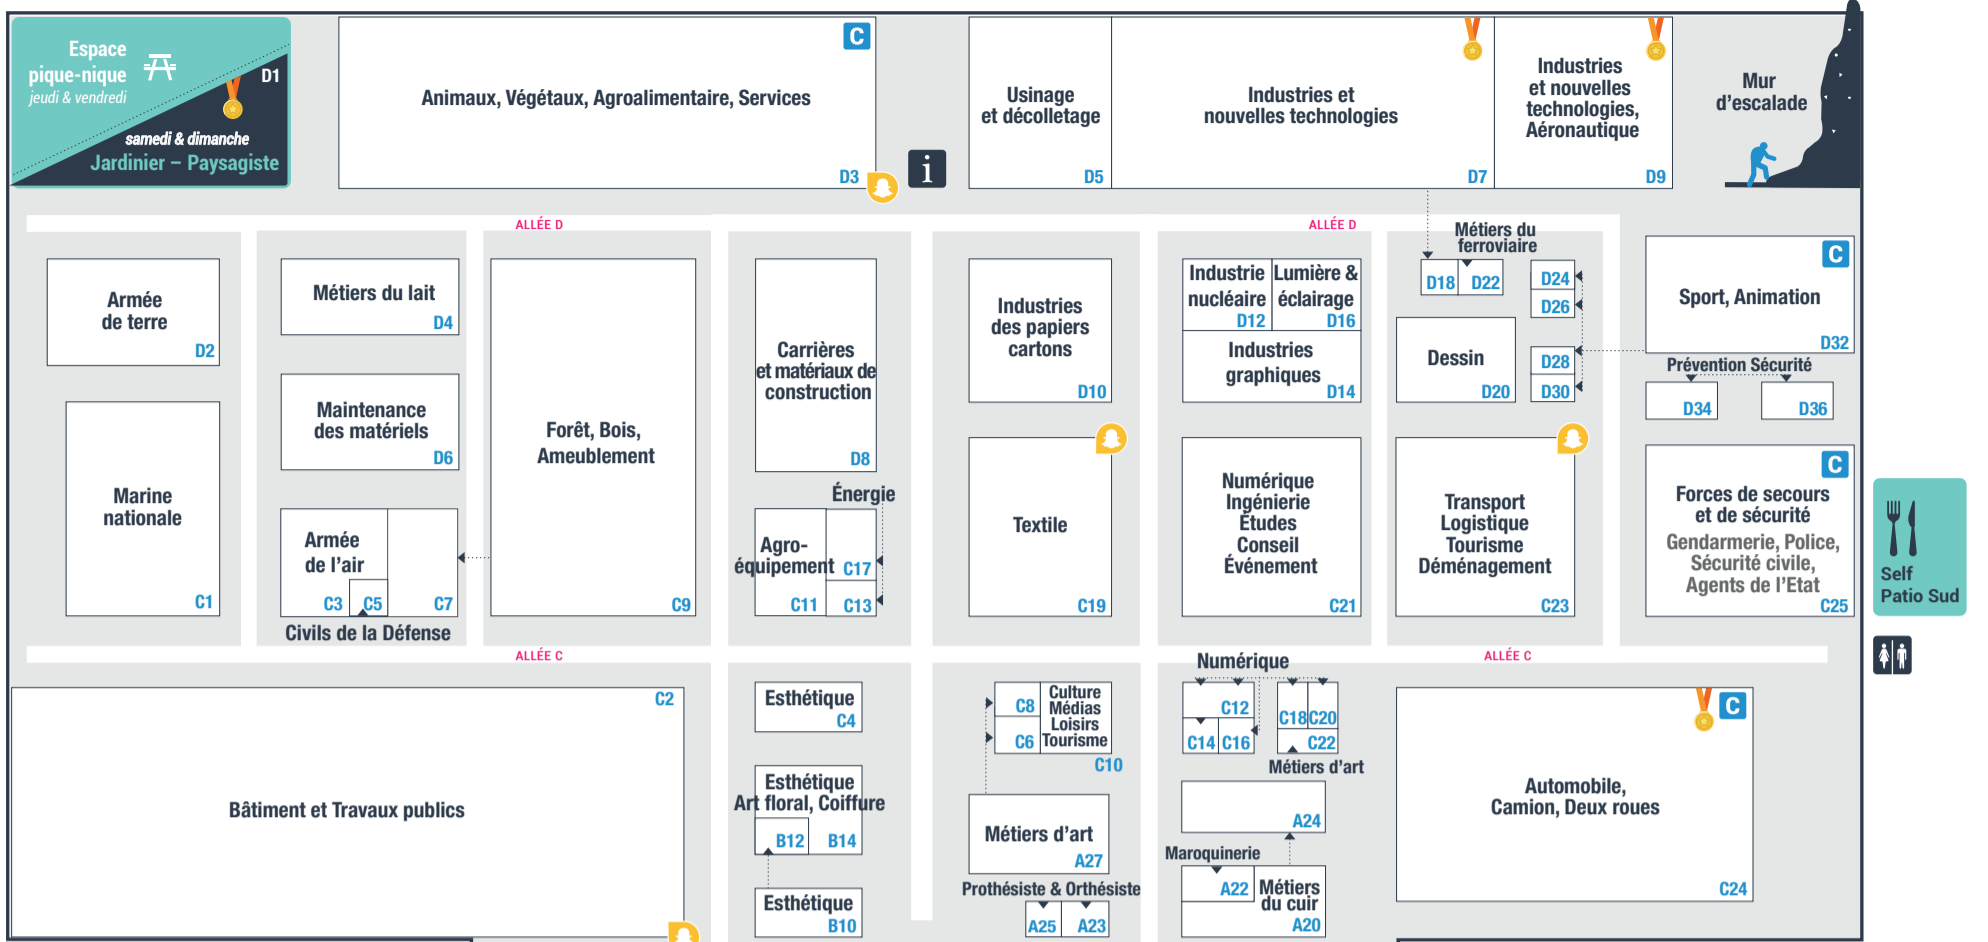 Espace
pique-nique
jeudi & vendredi
D1
samedi & dimanche
Jardinier – Paysagiste
C
Animaux, Végétaux, Agroalimentaire, Services
D3
i
Usinage
et décolletage
D5
Industries et
nouvelles technologies
D7
Industries
et nouvelles
technologies,
Aéronautique
D9
Mur
d'escalade
ALLÉE D
ALLÉE D
Armée
de terre
D2
Métiers du lait
D4
Maintenance
des matériels
D6
Marine
nationale
C1
Armée
de l'air
C3
C5
C7
Civils de la Défense
Forêt, Bois,
Ameublement
C9
Carrières
et matériaux de
construction
D8
Énergie
Agro-
équipement
C11
C17
C13
Industries
des papiers
cartons
D10
Textile
C19
Industrie
nucléaire
D12
Lumière &
éclairage
D16
Industries
graphiques
D14
Numérique
Ingénierie
Études
Conseil
Événement
C21
Métiers du
ferroviaire
D18
D22
D24
D26
Dessin
D20
D28
D30
Transport
Logistique
Tourisme
Déménagement
C23
C
Sport, Animation
D32
Prévention Sécurité
D34
D36
C
Forces de secours
et de sécurité
Gendarmerie, Police,
Sécurité civile,
Agents de l'Etat
C25
Self
Patio Sud
ALLÉE C
ALLÉE C
C2
Bâtiment et Travaux publics
Esthétique
C4
Esthétique
Art floral, Coiffure
B12
B14
Esthétique
B10
C8
C6
Culture
Médias
Loisirs
Tourisme
C10
Métiers d'art
A27
Prothésiste & Orthésiste
A25
A23
Numérique
C12
C14
C16
C18
C20
C22
Métiers d'art
A24
Maroquinerie
A22
Métiers
du cuir
A20
C
Automobile,
Camion, Deux roues
C24